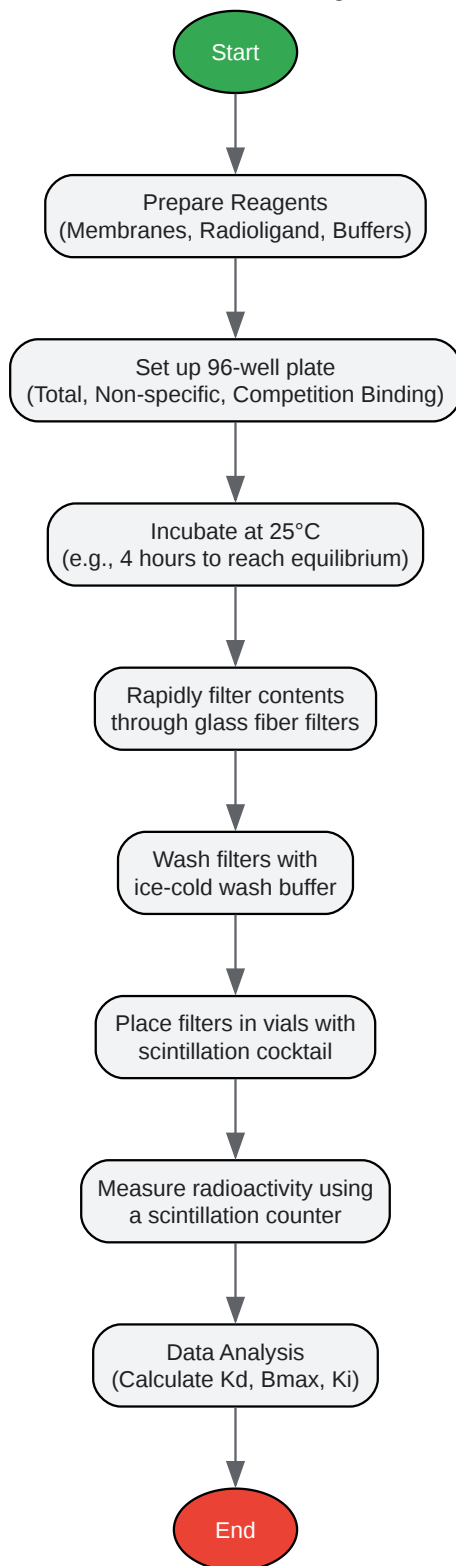 Start
Prepare Reagents
(Membranes, Radioligand, Buffers)
Set up 96-well plate
(Total, Non-specific, Competition Binding)
Incubate at 25°C
(e.g., 4 hours to reach equilibrium)
Rapidly filter contents
through glass fiber filters
Wash filters with
ice-cold wash buffer
Place filters in vials with
scintillation cocktail
Measure radioactivity using
a scintillation counter
Data Analysis
(Calculate Kd, Bmax, Ki)
End